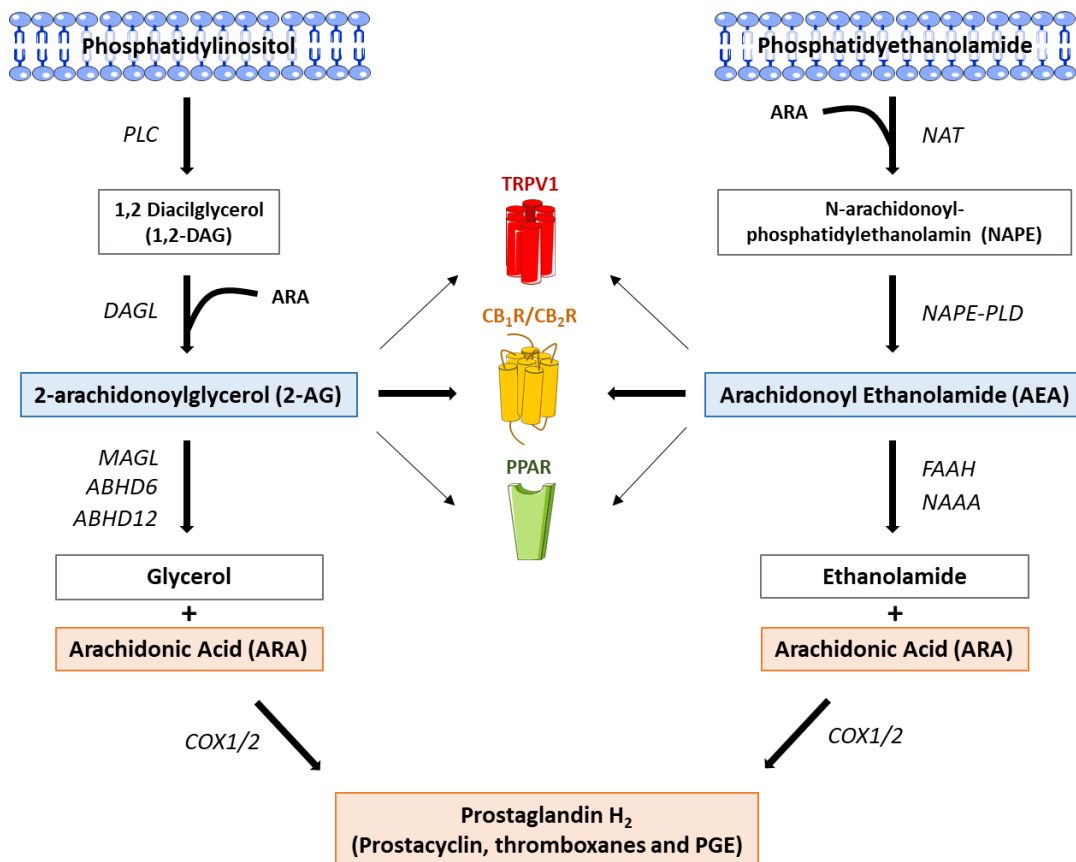 Phosphatidylinositol
PLC
1,2 Diacilglycerol
(1,2-DAG)
DAGL
ARA
2-arachidonoylglycerol (2-AG)
MAGL
ABHD6
ABHD12
Glycerol
+
Arachidonic Acid (ARA)
COX1/2
TRPV1
CB₁R/CB₂R
PPAR
Phosphatidyethanolamide
ARA
NAT
N-arachidonoyl-
phosphatidylethanolamin (NAPE)
NAPE-PLD
Arachidonoyl Ethanolamide (AEA)
FAAH
NAAA
Ethanolamide
+
Arachidonic Acid (ARA)
COX1/2
Prostaglandin H₂
(Prostacyclin, thromboxanes and PGE)